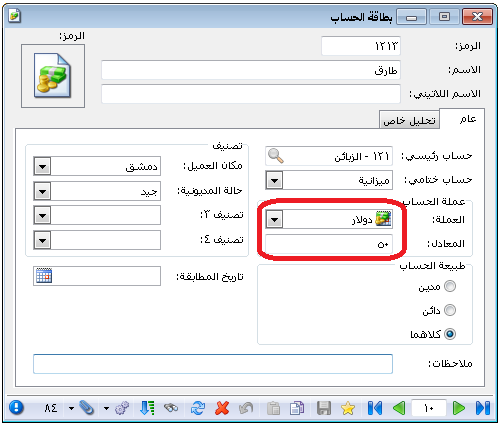 بطاقة الحساب
الرمز: ١٢١٣
الرمز:
الاسم: طارق
الاسم اللاتيني:
عام
تحليل خاص
حساب رئيسي: ١٢١ - الزبائن
حساب ختامي: ميزانية
عملة الحساب
العملة: دولار
المعادل: ٥٠
طبيعة الحساب
مدين
دائن
كلاهما
تصنيف
مكان العميل: دمشق
حالة المديونية: جيد
تصنيف ٣:
تصنيف ٤:
تاريخ المطابقة:
ملاحظات:
١٠
٨٤